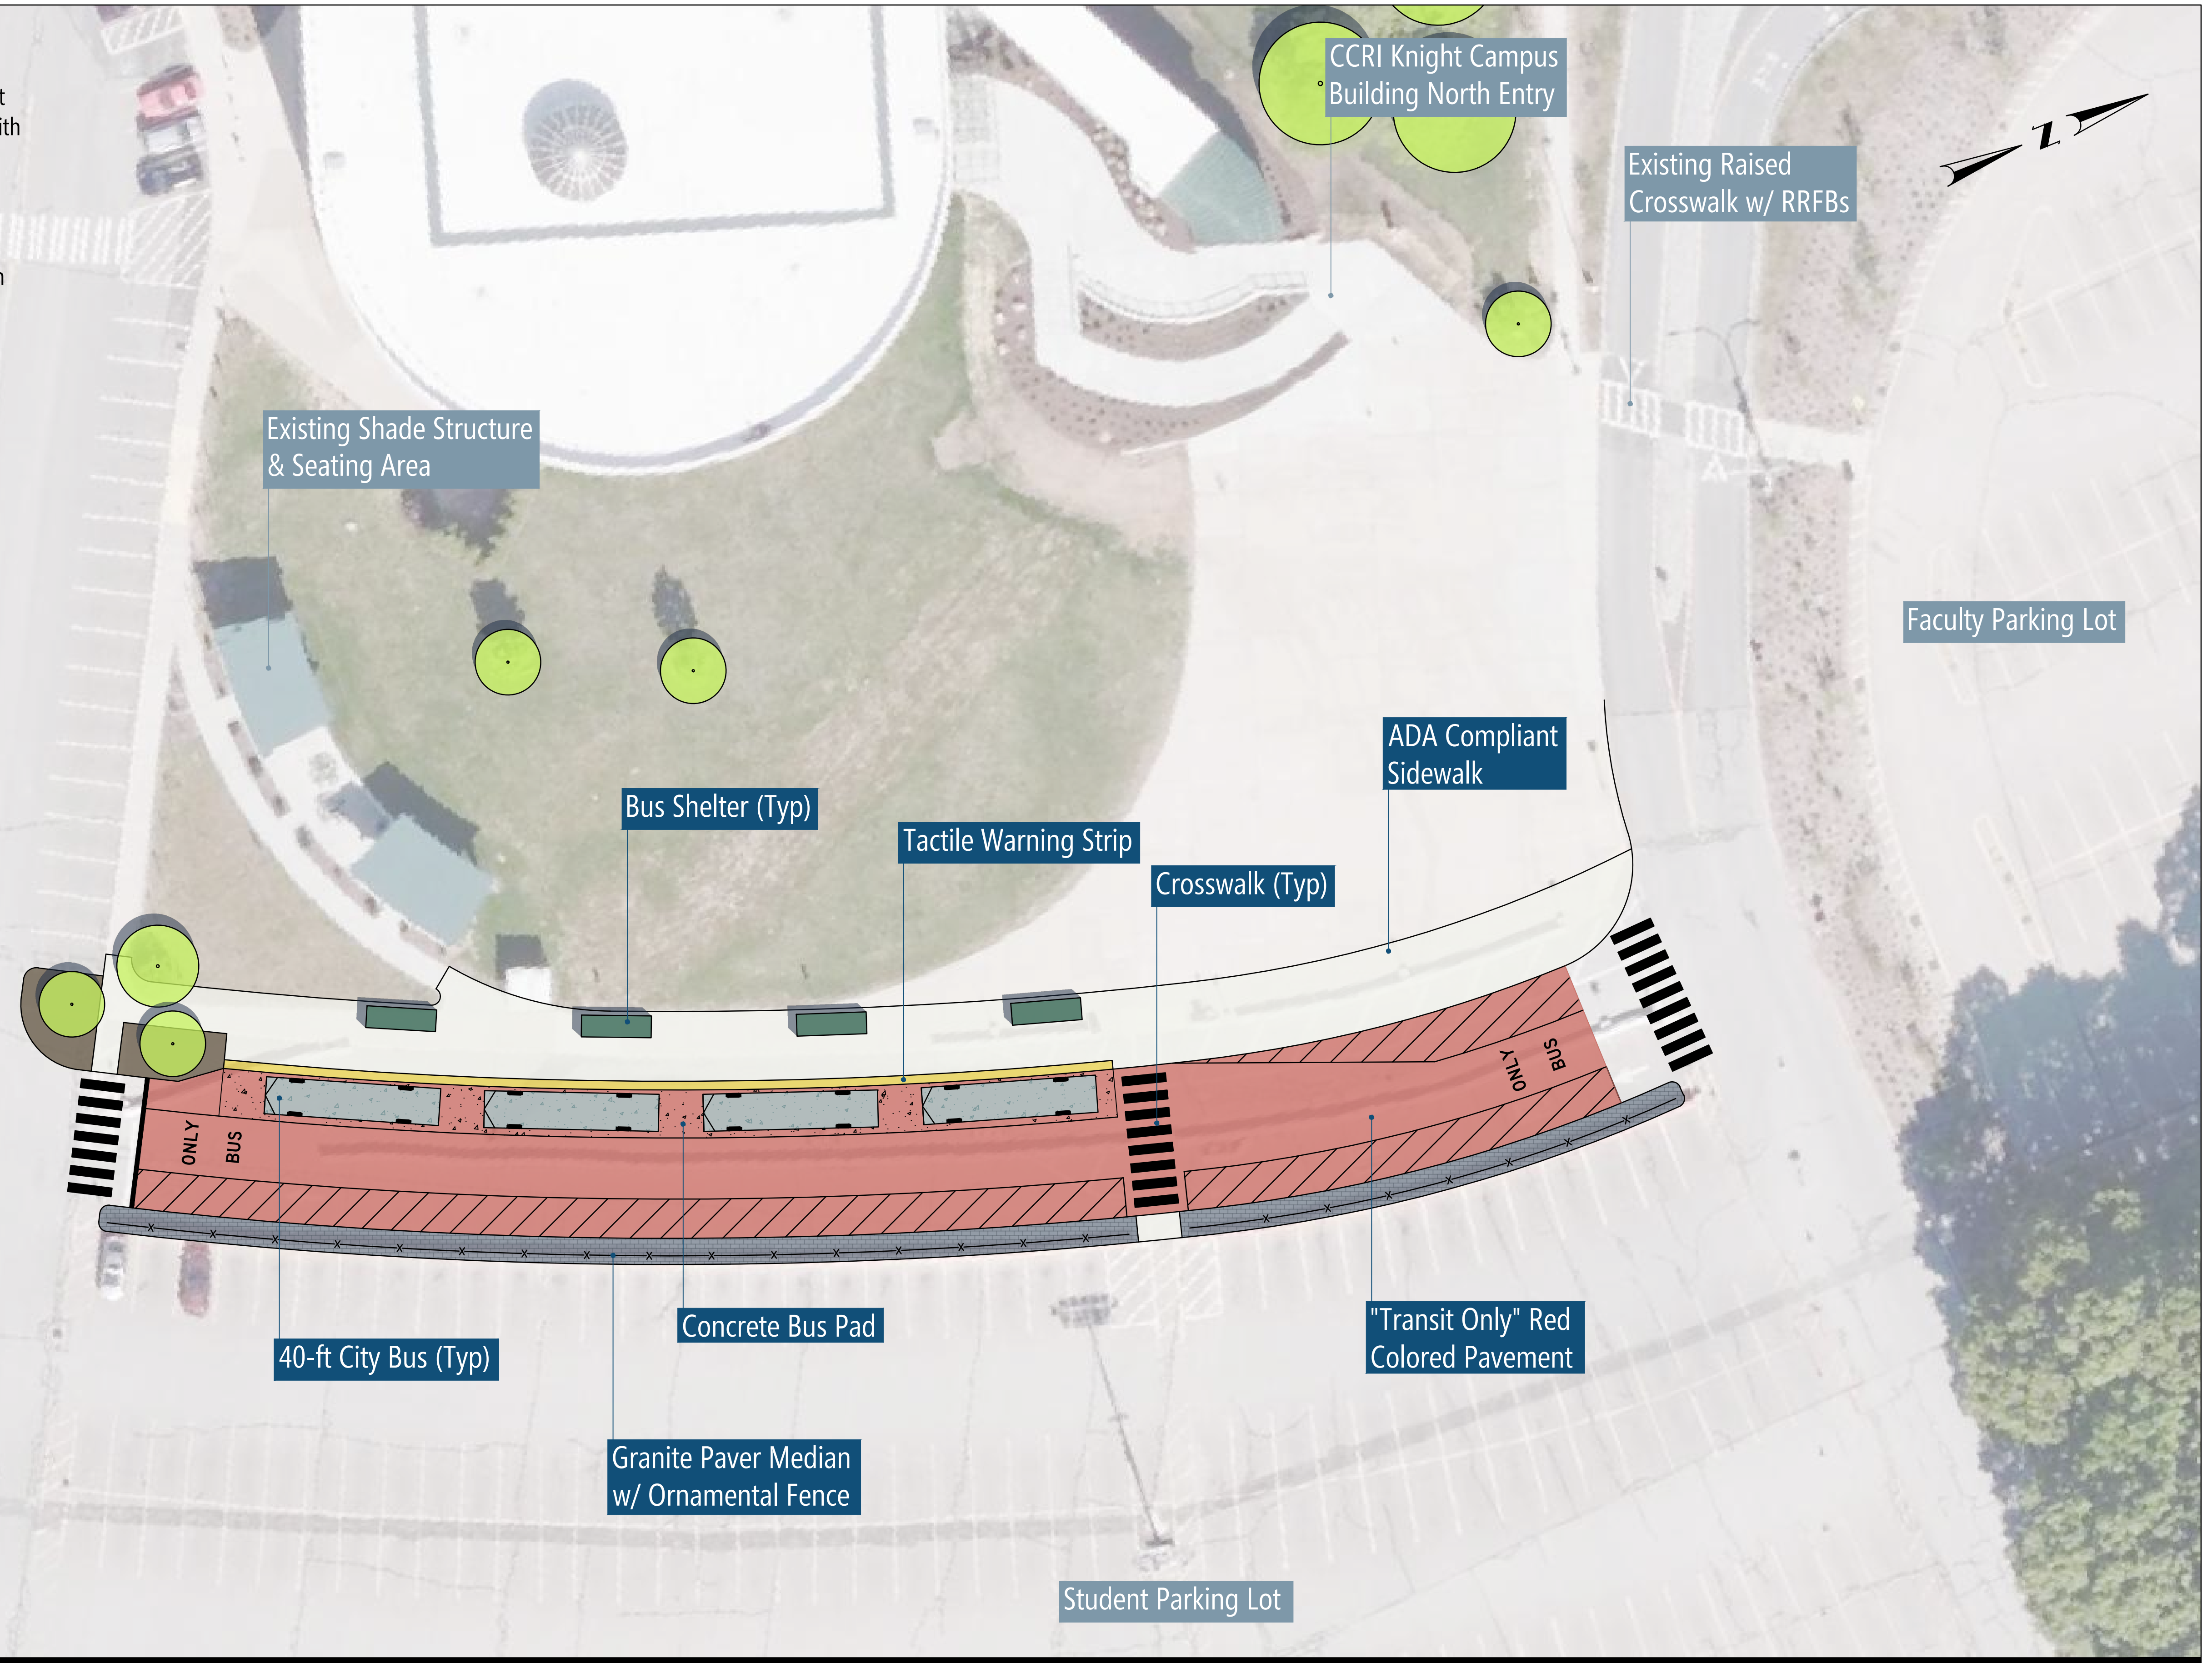 t
ith
n
CCRI Knight Campus
Building North Entry
Existing Raised
Crosswalk w/ RRFBs
N
Existing Shade Structure
& Seating Area
Faculty Parking Lot
ADA Compliant
Sidewalk
Bus Shelter (Typ)
Tactile Warning Strip
Crosswalk (Typ)
ONLY
BUS
ONLY
BUS
40-ft City Bus (Typ)
Concrete Bus Pad
"Transit Only" Red
Colored Pavement
Granite Paver Median
w/ Ornamental Fence
Student Parking Lot